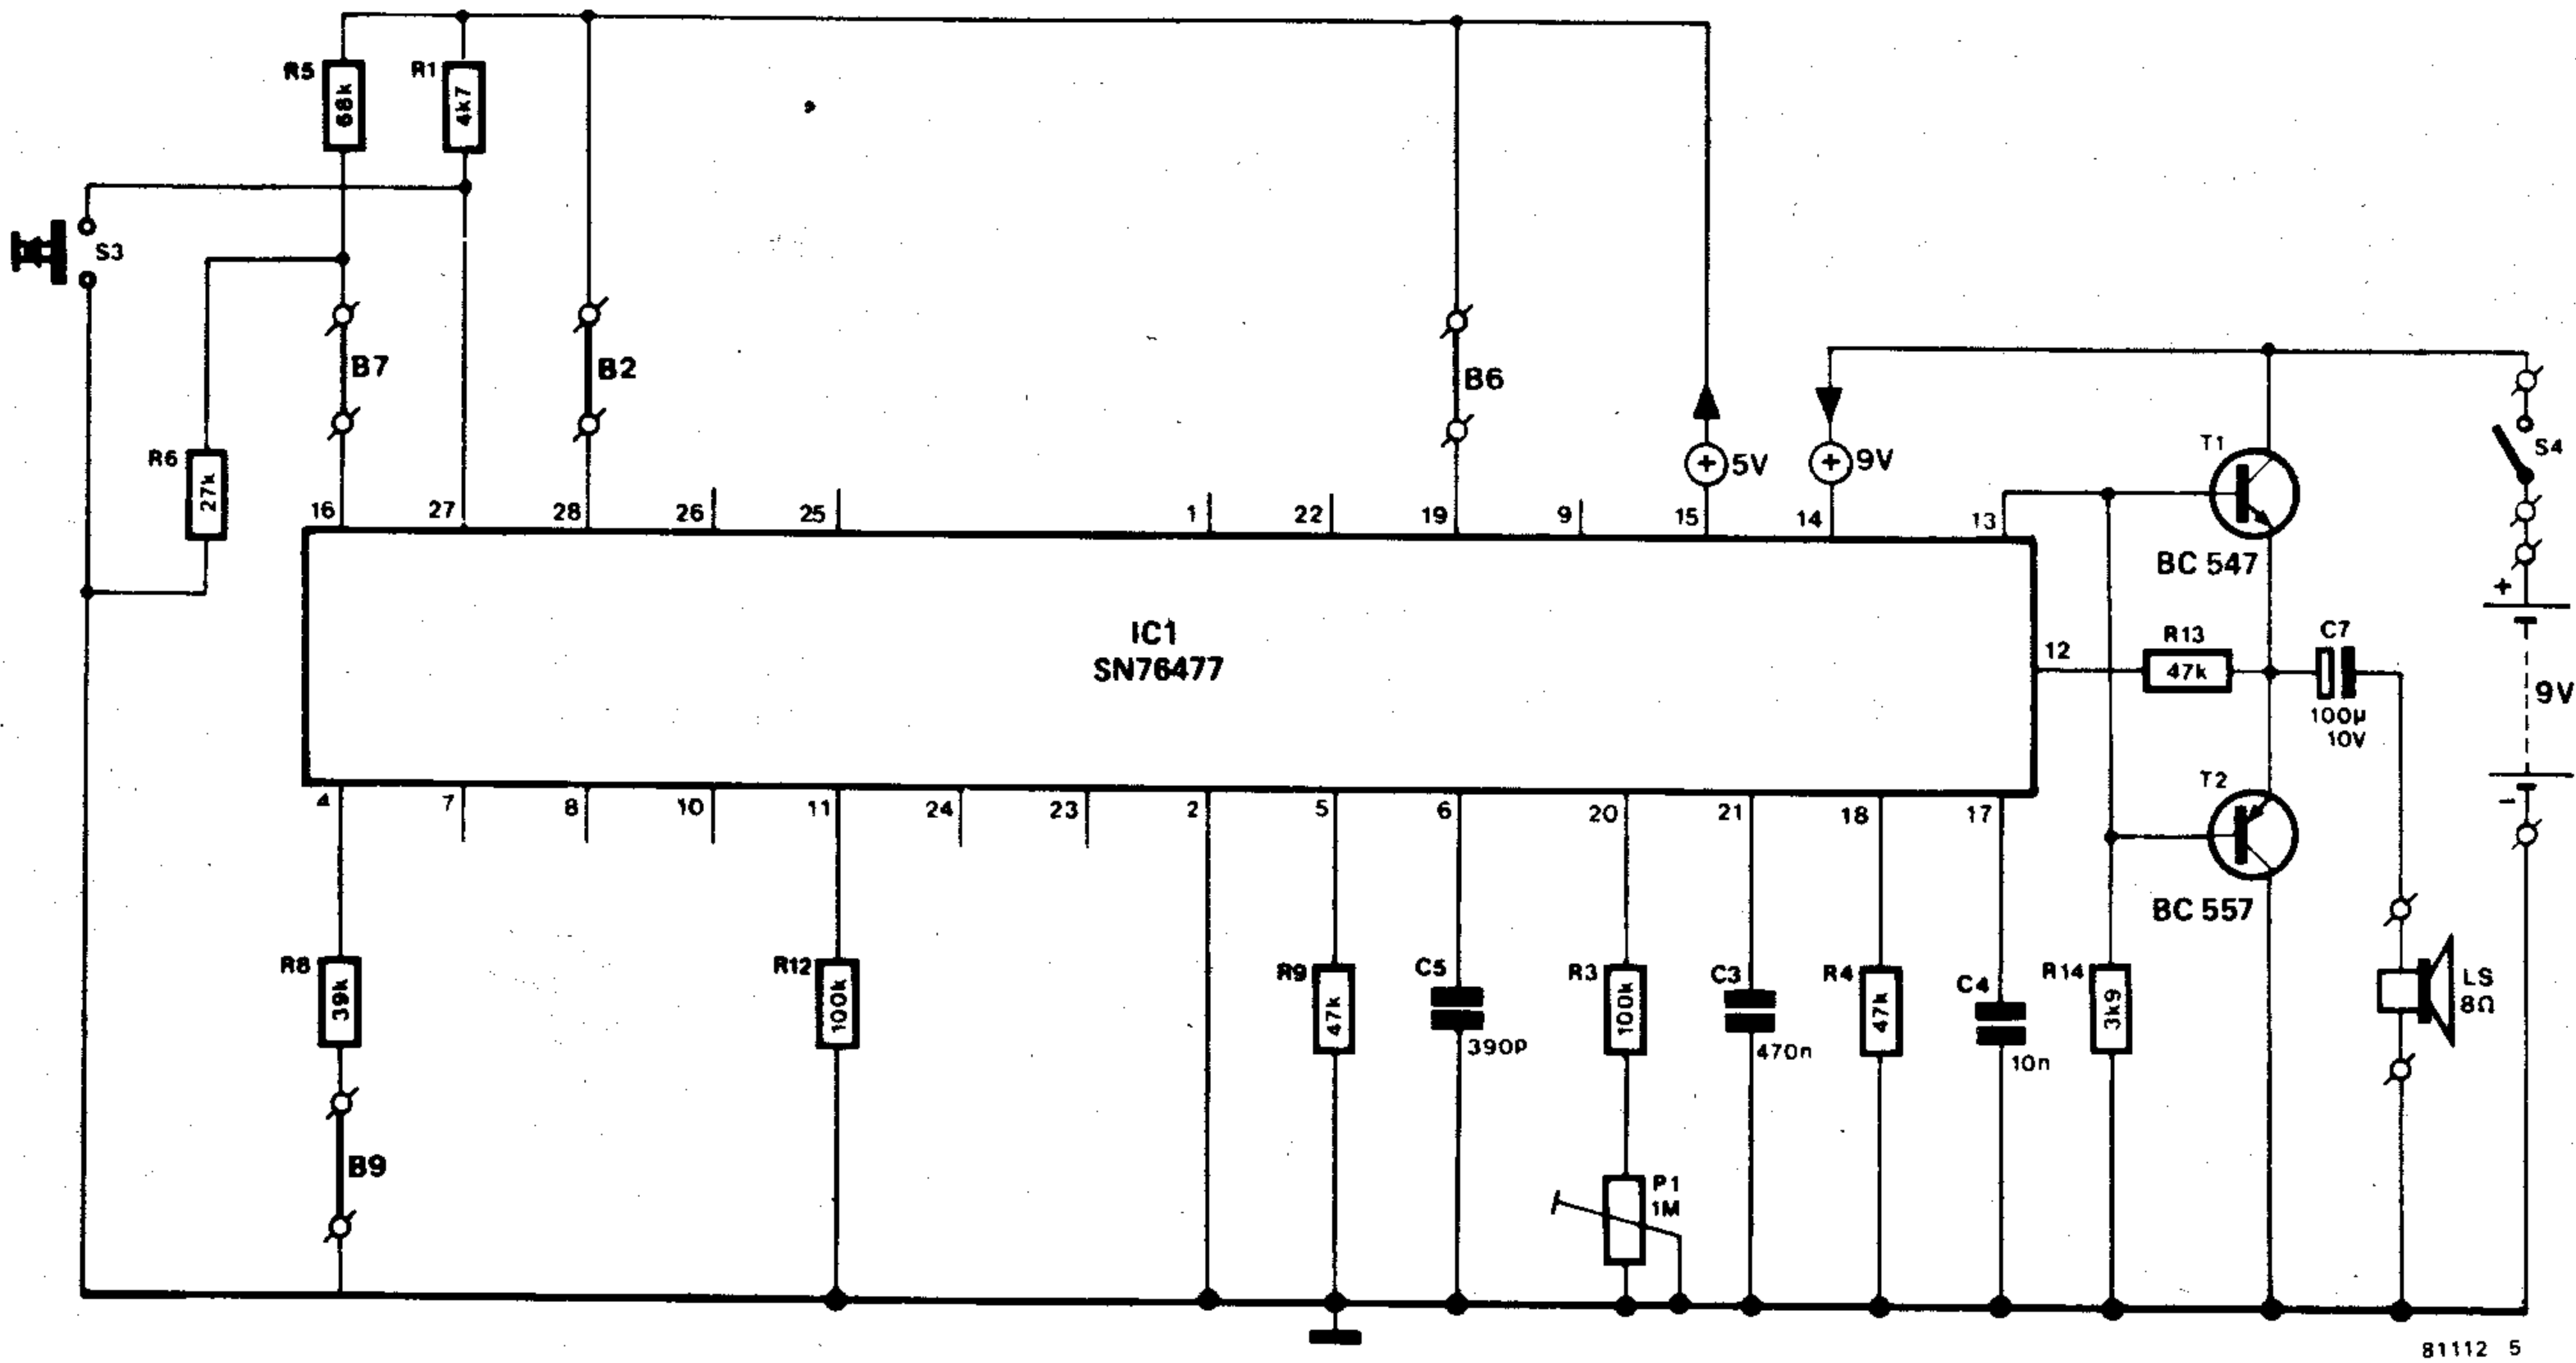 R5
68k
R1
4k7
S3
B7
B2
B6
R6
27k
5V
9V
T1
S4
16
27
28
26
25
1
22
19
9
15
14
13
BC 547
IC1
SN76477
12
R13
47k
C7
100µ
10V
+
9V
−
T2
BC 557
4
7
8
10
11
24
23
2
5
6
20
21
18
17
R8
39k
R12
100k
R9
47k
C5
390p
R3
100k
C3
470n
R4
47k
C4
10n
R14
3k9
LS
8Ω
B9
P1
1M
81112 5